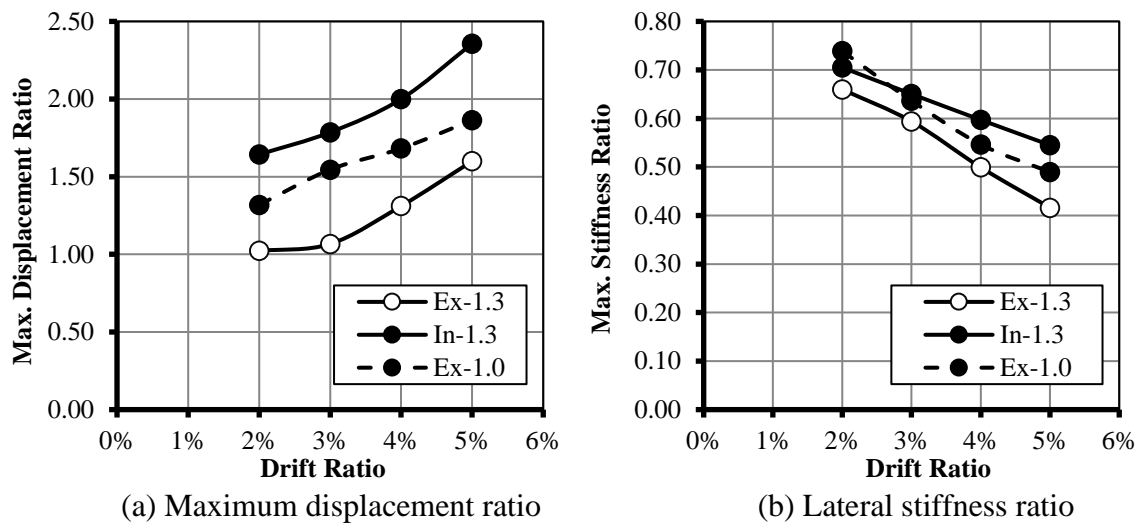 2.50
2.00
1.50
1.00
0.50
0.00
Max. Displacement Ratio
Ex-1.3
In-1.3
Ex-1.0
0% 1% 2% 3% 4% 5% 6%
Drift Ratio
(a) Maximum displacement ratio
0.80
0.70
0.60
0.50
0.40
0.30
0.20
0.10
0.00
Max. Stiffness Ratio
Ex-1.3
In-1.3
Ex-1.0
0% 1% 2% 3% 4% 5% 6%
Drift Ratio
(b) Lateral stiffness ratio